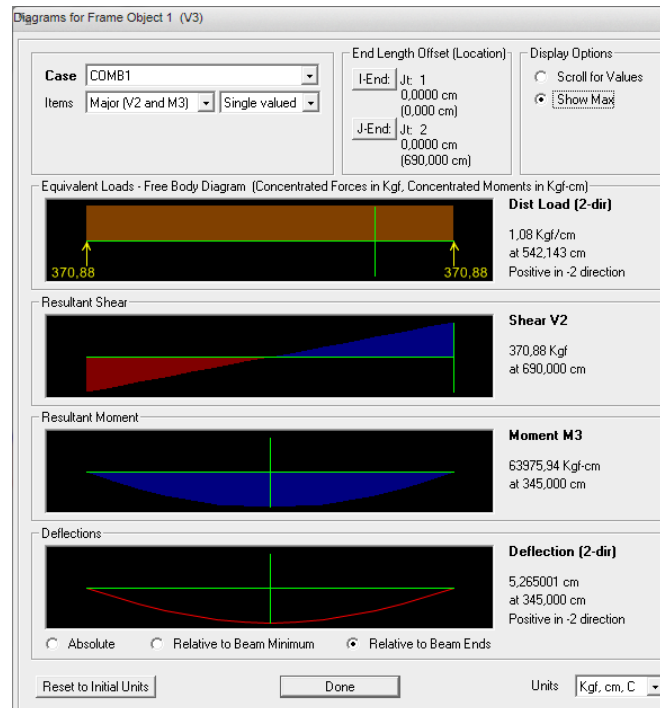 Diagrams for Frame Object 1 (V3)
Case COMB1
Items Major (V2 and M3) Single valued
End Length Offset (Location)
I-End: Jt: 1
0,0000 cm
(0,000 cm)
J-End: Jt: 2
0,0000 cm
(690,000 cm)
Display Options
Scroll for Values
Show Max
Equivalent Loads - Free Body Diagram (Concentrated Forces in Kgf, Concentrated Moments in Kgf-cm)
370,88 370,88
Dist Load (2-dir)
1,08 Kgf/cm
at 542,143 cm
Positive in -2 direction
Resultant Shear
Shear V2
370,88 Kgf
at 690,000 cm
Resultant Moment
Moment M3
63975,94 Kgf-cm
at 345,000 cm
Deflections
Deflection (2-dir)
5,265001 cm
at 345,000 cm
Positive in -2 direction
Absolute Relative to Beam Minimum Relative to Beam Ends
Reset to Initial Units Done Units Kgf, cm, C